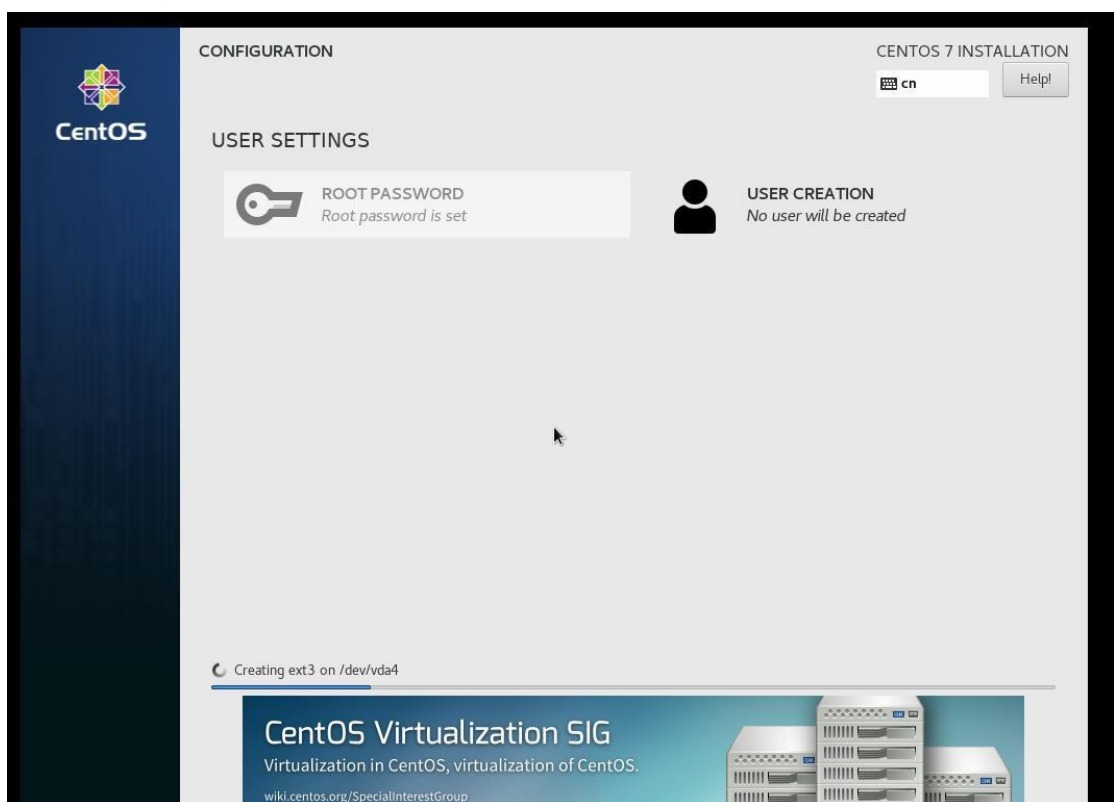 CONFIGURATION
CENTOS 7 INSTALLATION
cn
Help!
CentOS
USER SETTINGS
ROOT PASSWORD
Root password is set
USER CREATION
No user will be created
Creating ext3 on /dev/vda4
CentOS Virtualization SIG
Virtualization in CentOS, virtualization of CentOS.
wiki.centos.org/SpecialInterestGroup